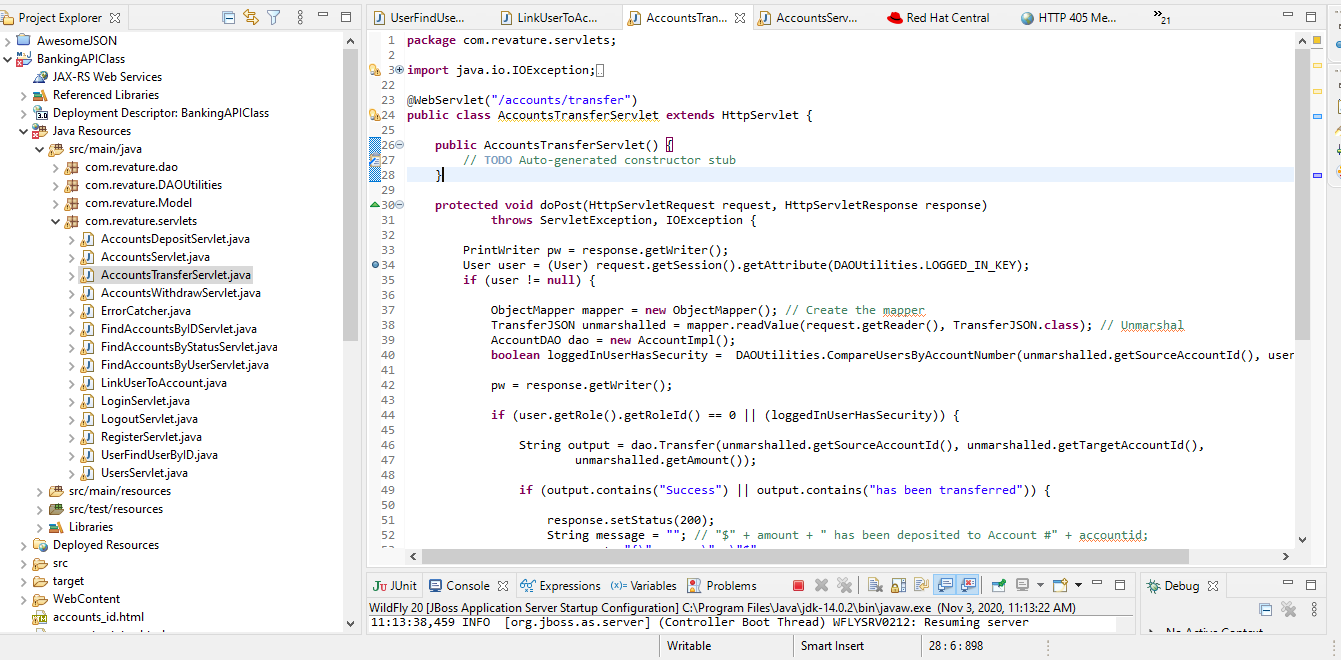 Project Explorer
AwesomeJSON
BankingAPIClass
JAX-RS Web Services
Referenced Libraries
Deployment Descriptor: BankingAPIClass
Java Resources
src/main/java
com.revature.dao
com.revature.DAOUtilities
com.revature.Model
com.revature.servlets
AccountsDepositServlet.java
AccountsServlet.java
AccountsTransferServlet.java
AccountsWithdrawServlet.java
ErrorCatcher.java
FindAccountsByIDServlet.java
FindAccountsByStatusServlet.java
FindAccountsByUserServlet.java
LinkUserToAccount.java
LoginServlet.java
LogoutServlet.java
RegisterServlet.java
UserFindUserByID.java
UsersServlet.java
src/main/resources
src/test/resources
Libraries
Deployed Resources
src
target
WebContent
accounts_id.html
UserFindUse... LinkUserToAc... AccountsTran... AccountsServ... Red Hat Central HTTP 405 Me... »21
1 package com.revature.servlets;
2
3 import java.io.IOException;
22
23 @WebServlet("/accounts/transfer")
24 public class AccountsTransferServlet extends HttpServlet {
25
26 public AccountsTransferServlet() {
27 // TODO Auto-generated constructor stub
28 }
29
30 protected void doPost(HttpServletRequest request, HttpServletResponse response)
31 throws ServletException, IOException {
32
33 PrintWriter pw = response.getWriter();
34 User user = (User) request.getSession().getAttribute(DAOUtilities.LOGGED_IN_KEY);
35 if (user != null) {
36
37 ObjectMapper mapper = new ObjectMapper(); // Create the mapper
38 TransferJSON unmarshalled = mapper.readValue(request.getReader(), TransferJSON.class); // Unmarshal
39 AccountDAO dao = new AccountImpl();
40 boolean loggedInUserHasSecurity = DAOUtilities.CompareUsersByAccountNumber(unmarshalled.getSourceAccountId(), user
41
42 pw = response.getWriter();
43
44 if (user.getRole().getRoleId() == 0 || (loggedInUserHasSecurity)) {
45
46 String output = dao.Transfer(unmarshalled.getSourceAccountId(), unmarshalled.getTargetAccountId(),
47 unmarshalled.getAmount());
48
49 if (output.contains("Success") || output.contains("has been transferred")) {
50
51 response.setStatus(200);
52 String message = ""; // "$" + amount + " has been deposited to Account #" + accountid;
JUnit Console Expressions Variables Problems
WildFly 20 [JBoss Application Server Startup Configuration] C:\Program Files\Java\jdk-14.0.2\bin\javaw.exe (Nov 3, 2020, 11:13:22 AM)
11:13:38,459 INFO [org.jboss.as.server] (Controller Boot Thread) WFLYSRV0212: Resuming server
Debug
Writable Smart Insert 28 : 6 : 898